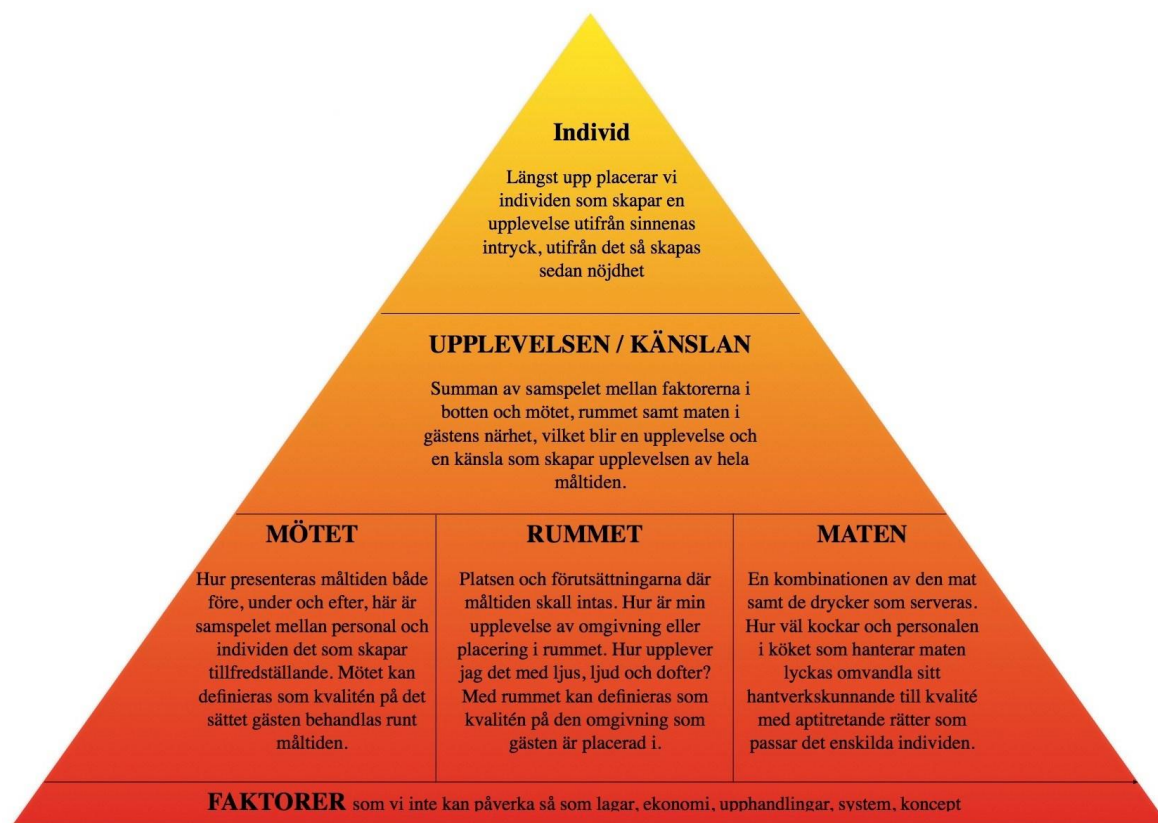 Individ
Längst upp placerar vi
individen som skapar en
upplevelse utifrån sinnenas
intryck, utifrån det så skapas
sedan nöjdhet
UPPLEVELSEN / KÄNSLAN
Summan av samspelet mellan faktorerna i
botten och mötet, rummet samt maten i
gästens närhet, vilket blir en upplevelse och
en känsla som skapar upplevelsen av hela
måltiden.
MÖTET
Hur presenteras måltiden både
före, under och efter, här är
samspelet mellan personal och
individen det som skapar
tillfredställande. Mötet kan
definieras som kvalitén på det
sättet gästen behandlas runt
måltiden.
RUMMET
Platsen och förutsättningarna där
måltiden skall intas. Hur är min
upplevelse av omgivning eller
placering i rummet. Hur upplever
jag det med ljus, ljud och dofter?
Med rummet kan definieras som
kvalitén på den omgivning som
gästen är placerad i.
MATEN
En kombinationen av den mat
samt de drycker som serveras.
Hur väl kockar och personalen
i köket som hanterar maten
lyckas omvandla sitt
hantverkskunnande till kvalité
med aptitretande rätter som
passar det enskilda individen.
FAKTORER som vi inte kan påverka så som lagar, ekonomi, upphandlingar, system, koncept